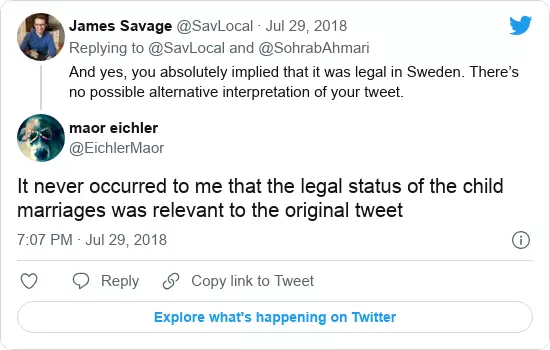 James Savage @SavLocal · Jul 29, 2018
Replying to @SavLocal and @SohrabAhmari
And yes, you absolutely implied that it was legal in Sweden. There’s
no possible alternative interpretation of your tweet.
maor eichler
@EichlerMaor
It never occurred to me that the legal status of the child
marriages was relevant to the original tweet
7:07 PM · Jul 29, 2018
Reply
Copy link to Tweet
Explore what's happening on Twitter